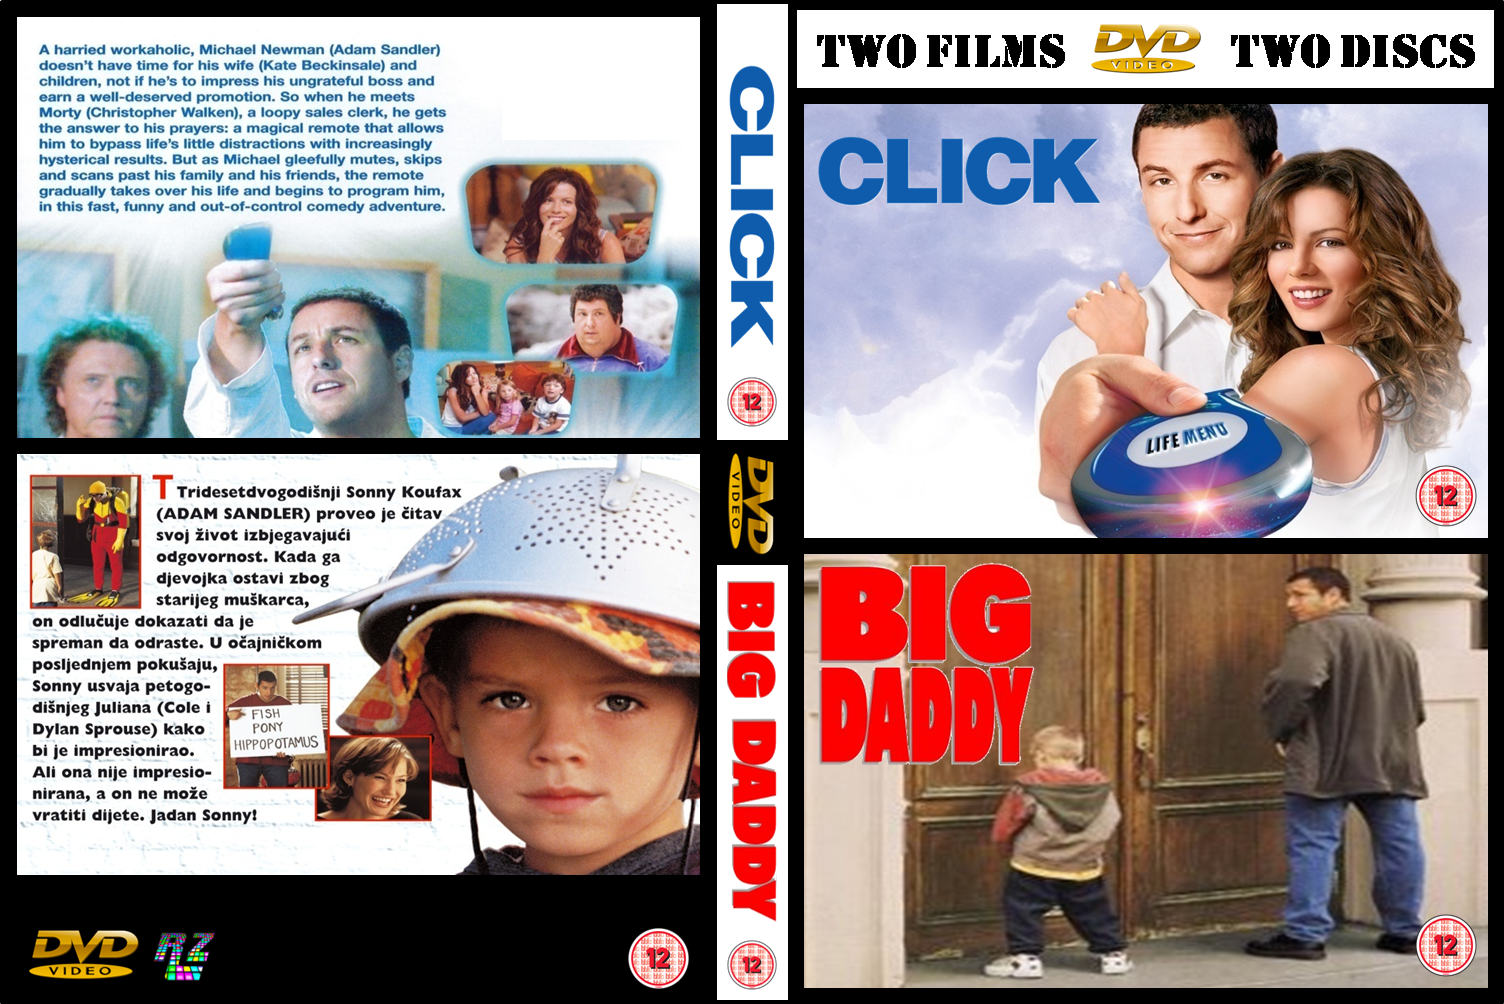 A harried workaholic, Michael Newman (Adam Sandler)
doesn't have time for his wife (Kate Beckinsale) and
children, not if he's to impress his ungrateful boss and
earn a well-deserved promotion. So when he meets
Morty (Christopher Walken), a loopy sales clerk, he gets
the answer to his prayers: a magical remote that allows
him to bypass life's little distractions with increasingly
hysterical results. But as Michael gleefully mutes, skips
and scans past his family and his friends, the remote
gradually takes over his life and begins to program him,
in this fast, funny and out-of-control comedy adventure.
T Tridesetdvogodišnji Sonny Koufax
(ADAM SANDLER) proveo je čitav
svoj život izbjegavajući
odgovornost. Kada ga
djevojka ostavi zbog
starijeg muškarca,
on odlučuje dokazati da je
spreman da odraste. U očajničkom
posljednjem pokušaju,
Sonny usvaja petogo-
dišnjeg Juliana (Cole i
Dylan Sprouse) kako
bi je impresionirao.
Ali ona nije impresio-
nirana, a on ne može
vratiti dijete. Jadan Sonny!
FISH
PONY
HIPPOPOTAMUS
DVD
VIDEO
RZ
12
CLICK
12
DVD
VIDEO
BIG DADDY
12
TWO FILMS
DVD
VIDEO
TWO DISCS
CLICK
LIFE MENU
12
BIG
DADDY
12